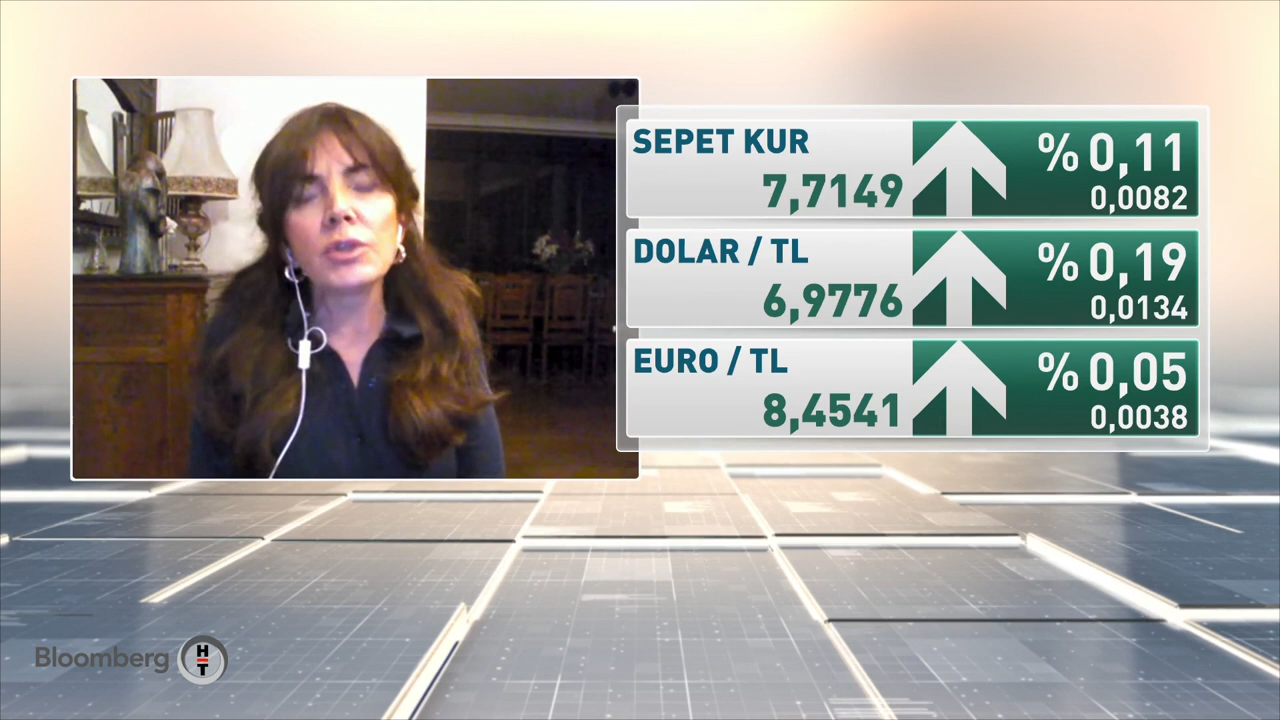 SEPET KUR
7,7149
% 0,11
0,0082
DOLAR / TL
6,9776
% 0,19
0,0134
EURO / TL
8,4541
% 0,05
0,0038
Bloomberg HT